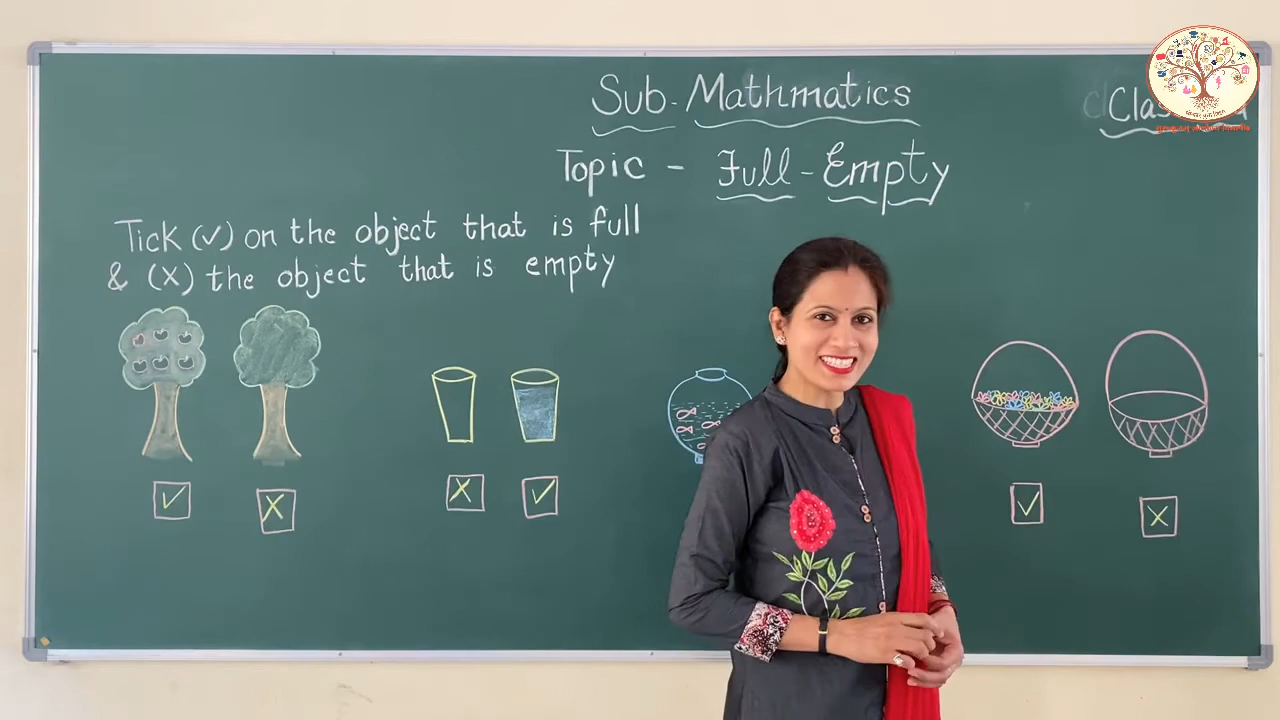 Sub - Mathmatics
Topic - Full - Empty
Tick (✓) on the object that is full
& (X) the object that is empty
✓ X X ✓ ✓ X